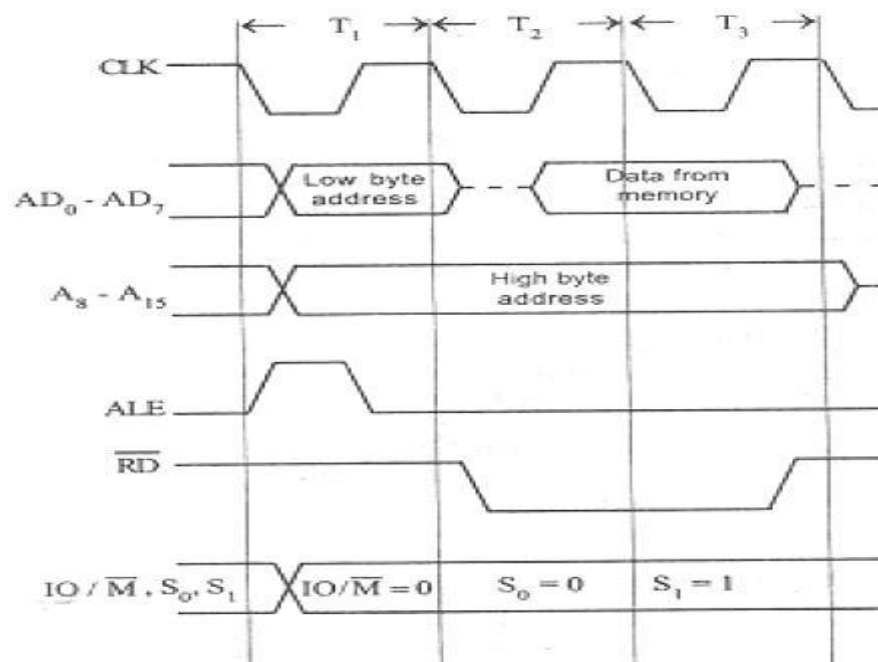 T₁ T₂ T₃
CLK
Low byte address
Data from memory
AD₀ - AD₇
High byte address
A₈ - A₁₅
ALE
R̅D̅
IO / M̅ , S₀, S₁ IO/M̅ = 0 S₀ = 0 S₁ = 1